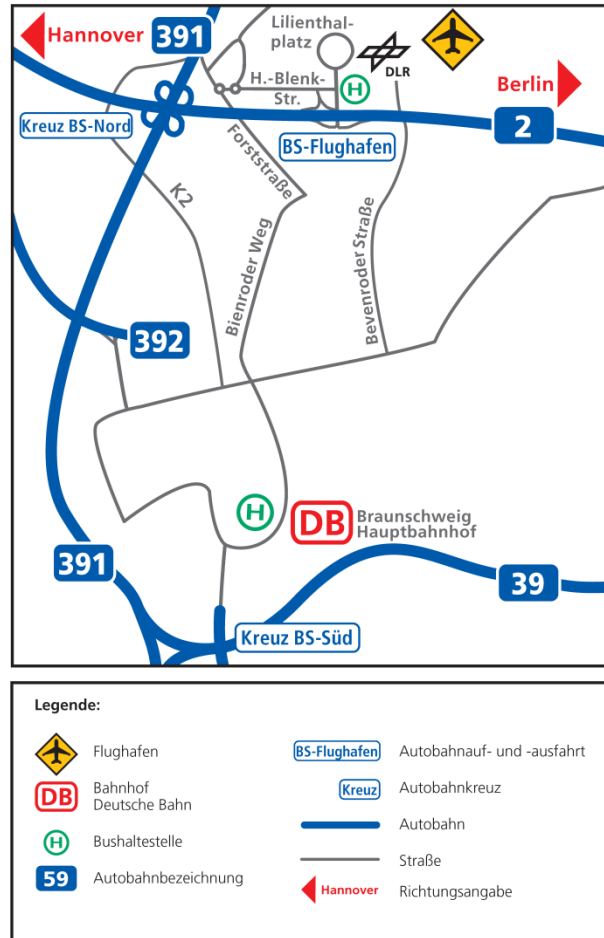 Hannover
391
Lilienthal-
platz
DLR
H.-Blenk-
Str.
H
Berlin
Kreuz BS-Nord
BS-Flughafen
2
Forststraße
K2
Bienroder Weg
Bevenroder Straße
392
H
DB
Braunschweig
Hauptbahnhof
391
39
Kreuz BS-Süd
Legende:
Flughafen
DB
Bahnhof
Deutsche Bahn
H
Bushaltestelle
59
Autobahnbezeichnung
BS-Flughafen
Autobahnauf- und -ausfahrt
Kreuz
Autobahnkreuz
Autobahn
Straße
Hannover
Richtungsangabe